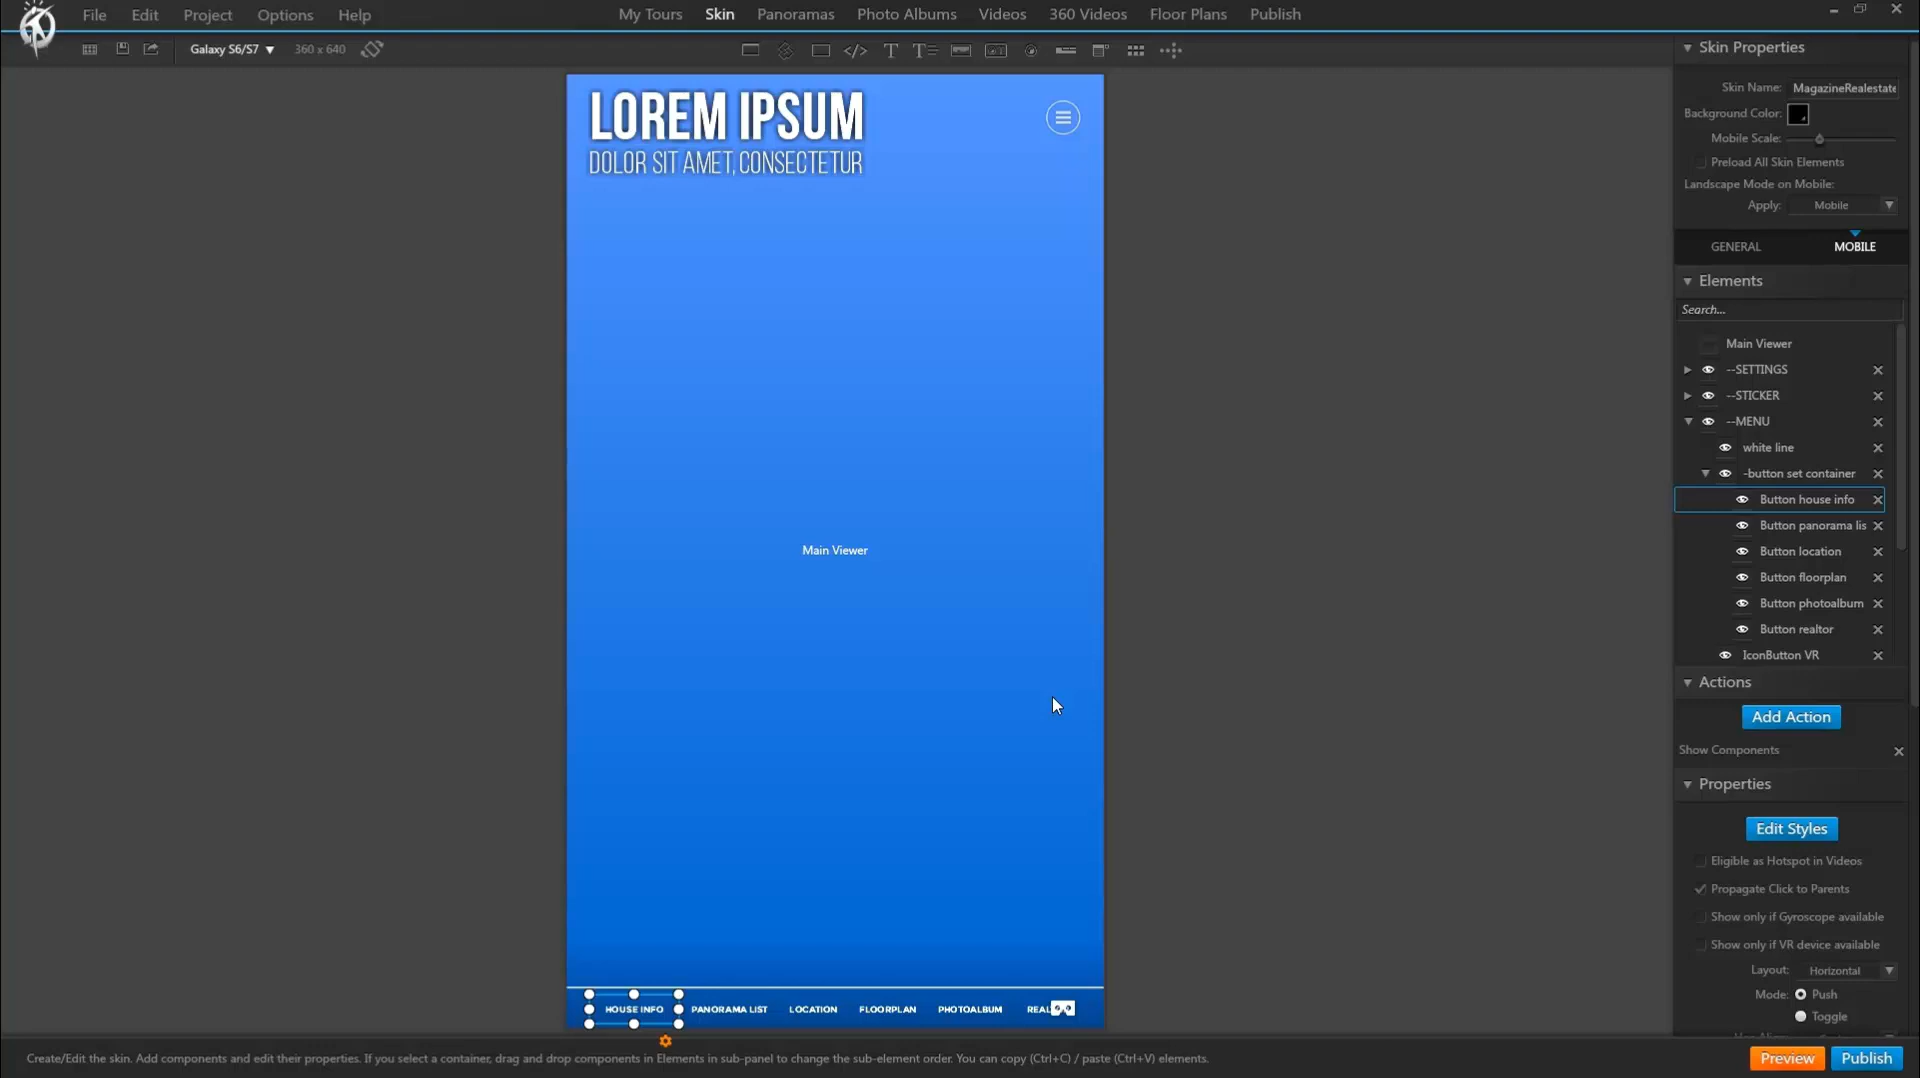 File Edit Project Options Help
My Tours Skin Panoramas Photo Albums Videos 360 Videos Floor Plans Publish
Galaxy S6/S7 360 x 640
Skin Properties
Skin Name: MagazineRealestate
Background Color:
Mobile Scale:
Preload All Skin Elements
Landscape Mode on Mobile:
Apply: Mobile
GENERAL MOBILE
Elements
Search...
Main Viewer
--SETTINGS
--STICKER
--MENU
white line
-button set container
Button house info
Button panorama lis
Button location
Button floorplan
Button photoalbum
Button realtor
IconButton VR
Actions
Add Action
Show Components
Properties
Edit Styles
Eligible as Hotspot in Videos
Propagate Click to Parents
Show only if Gyroscope available
Show only if VR device available
Layout: Horizontal
Mode: Push
Toggle
LOREM IPSUM
DOLOR SIT AMET, CONSECTETUR
Main Viewer
HOUSE INFO PANORAMA LIST LOCATION FLOORPLAN PHOTOALBUM REAL
Create/Edit the skin. Add components and edit their properties. If you select a container, drag and drop components in Elements in sub-panel to change the sub-element order. You can copy (Ctrl+C) / paste (Ctrl+V) elements.
Preview Publish